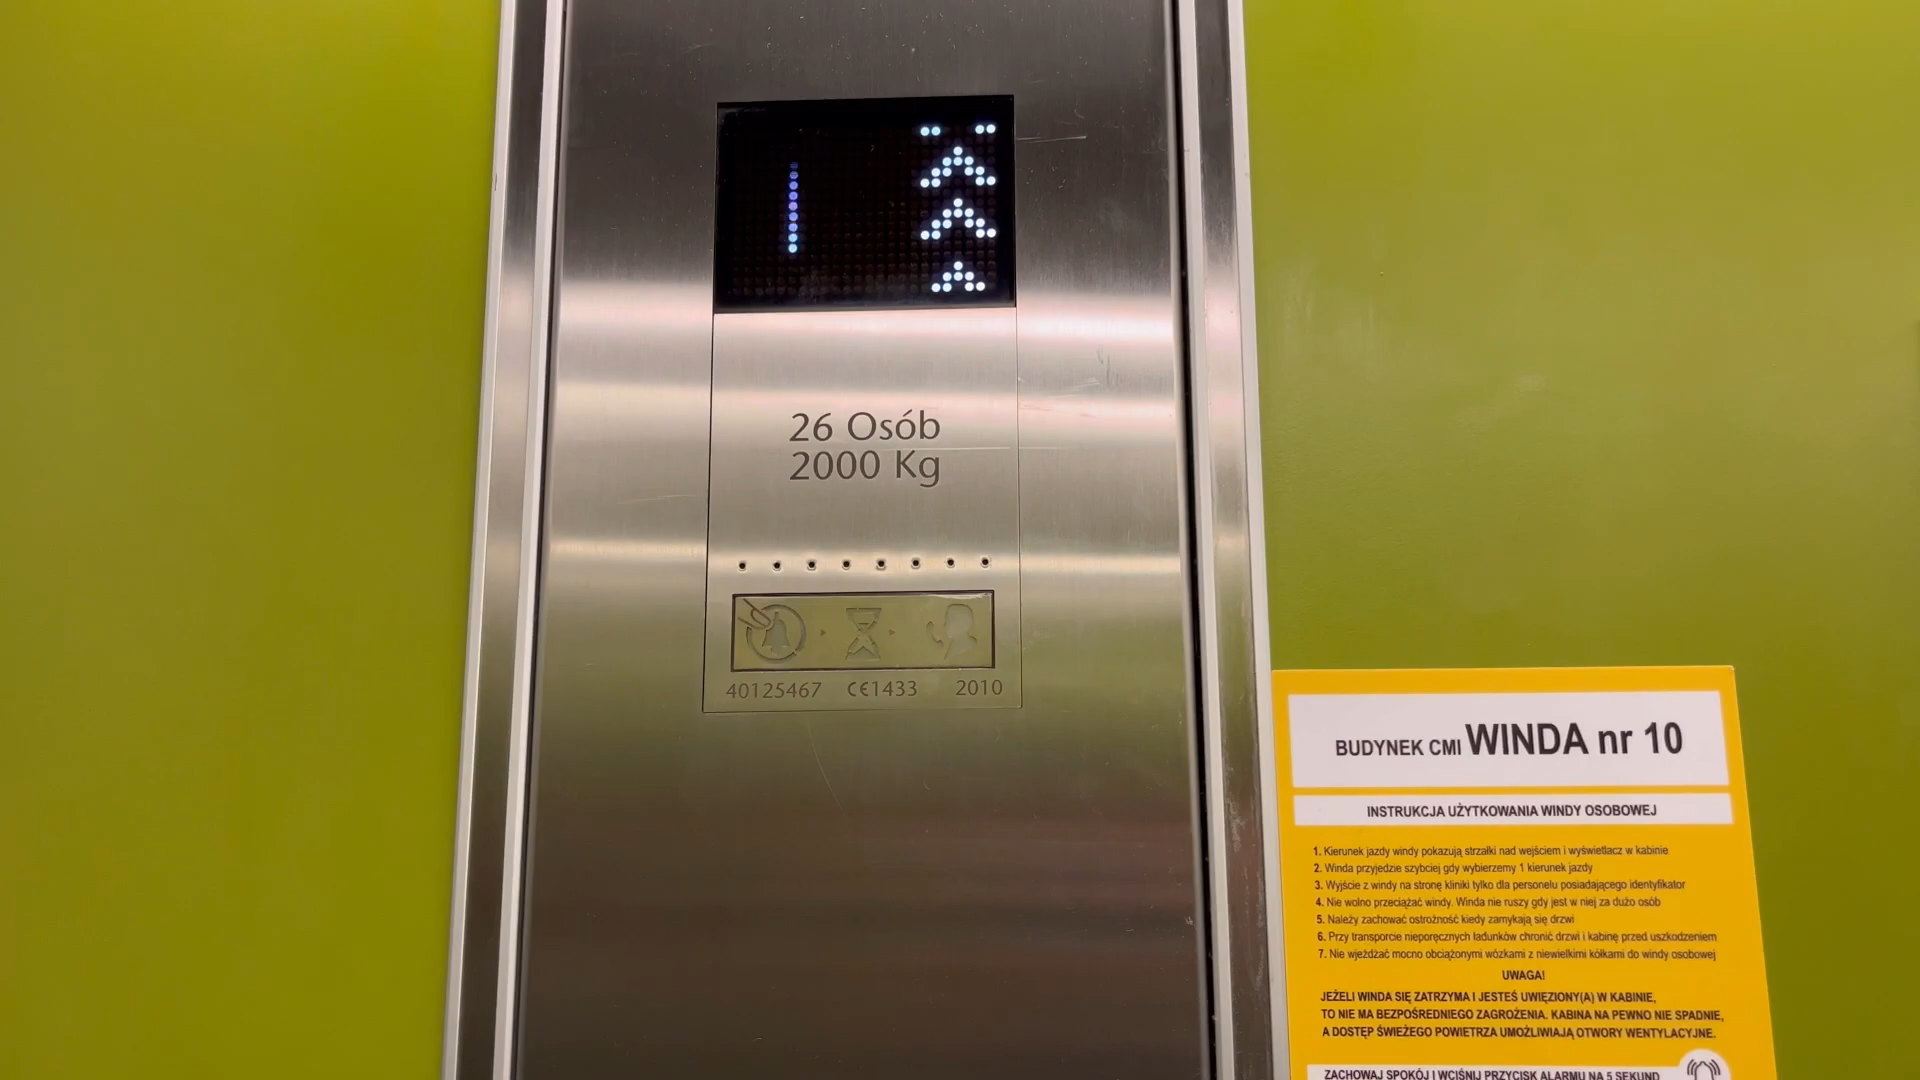 1
26 Osób
2000 Kg
40125467 CE1433 2010
BUDYNEK CMI WINDA nr 10
INSTRUKCJA UŻYTKOWANIA WINDY OSOBOWEJ
1. Kierunek jazdy windy pokazują strzałki nad wejściem i wyświetlacz w kabinie
2. Winda przyjedzie szybciej gdy wybierzemy 1 kierunek jazdy
3. Wyjście z windy na stronę kliniki tylko dla personelu posiadającego identyfikator
4. Nie wolno przeciążać windy. Winda nie ruszy gdy jest w niej za dużo osób
5. Należy zachować ostrożność kiedy zamykają się drzwi
6. Przy transporcie nieporęcznych ładunków chronić drzwi i kabinę przed uszkodzeniem
7. Nie wjeżdżać mocno obciążonymi wózkami z niewielkimi kółkami do windy osobowej
UWAGA!
JEŻELI WINDA SIĘ ZATRZYMA I JESTEŚ UWIĘZIONY(A) W KABINIE,
TO NIE MA BEZPOŚREDNIEGO ZAGROŻENIA. KABINA NA PEWNO NIE SPADNIE,
A DOSTĘP ŚWIEŻEGO POWIETRZA UMOŻLIWIAJĄ OTWORY WENTYLACYJNE.
ZACHOWAJ SPOKÓJ I WCIŚNIJ PRZYCISK ALARMU NA 5 SEKUND